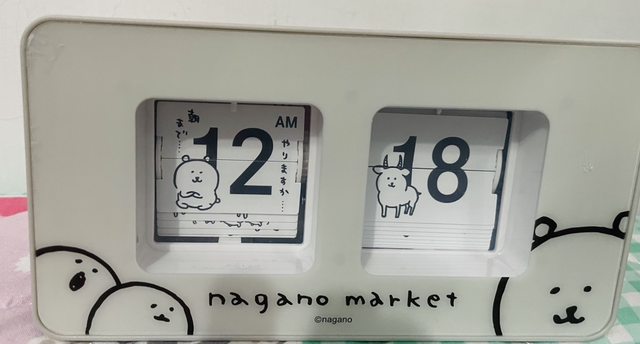 朝
まで……
AM
12
やりますか……
18
nagano market
©nagano